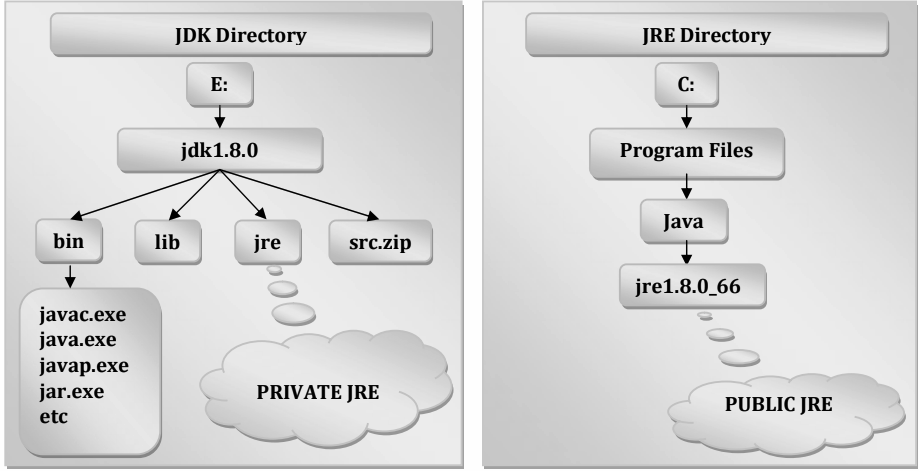 JDK Directory
E:
jdk1.8.0
bin
lib
jre
src.zip
javac.exe
java.exe
javap.exe
jar.exe
etc
PRIVATE JRE
JRE Directory
C:
Program Files
Java
jre1.8.0_66
PUBLIC JRE